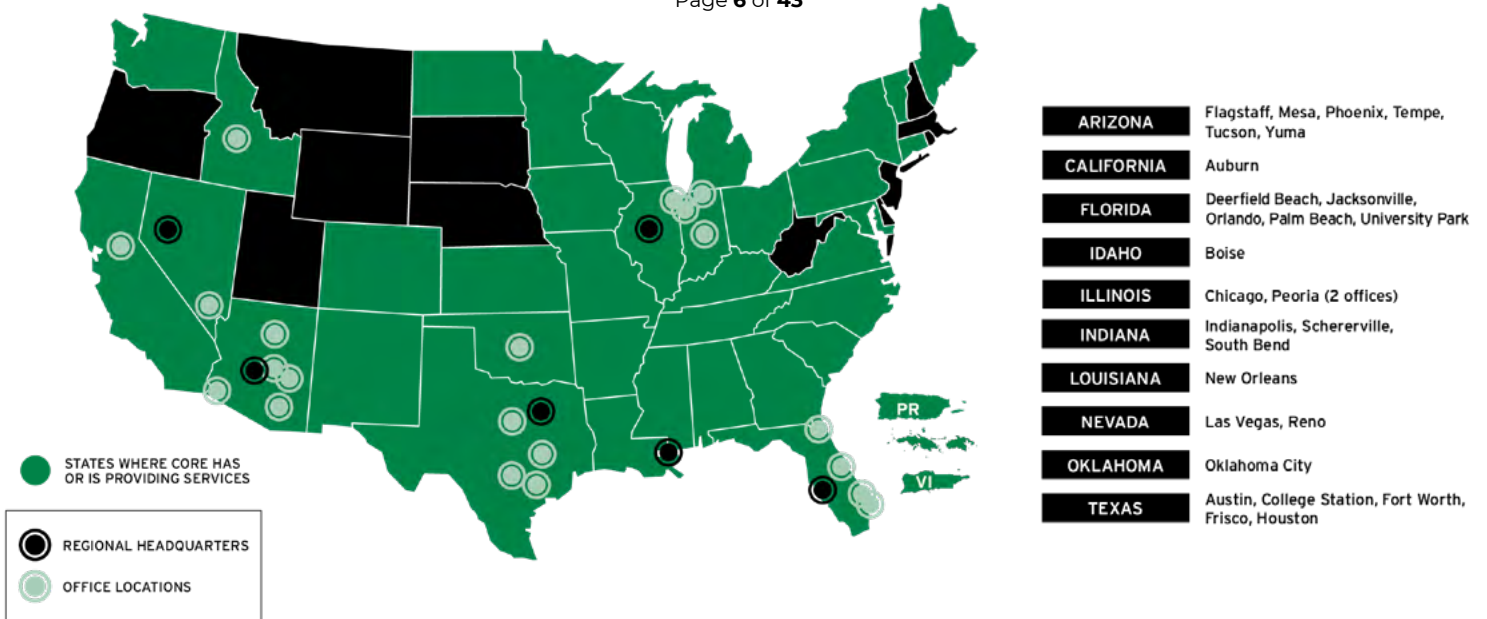 Page 6 of 43
ARIZONA
Flagstaff, Mesa, Phoenix, Tempe,
Tucson, Yuma
CALIFORNIA
Auburn
FLORIDA
Deerfield Beach, Jacksonville,
Orlando, Palm Beach, University Park
IDAHO
Boise
ILLINOIS
Chicago, Peoria (2 offices)
INDIANA
Indianapolis, Schererville,
South Bend
LOUISIANA
New Orleans
NEVADA
Las Vegas, Reno
OKLAHOMA
Oklahoma City
TEXAS
Austin, College Station, Fort Worth,
Frisco, Houston
PR
VI
STATES WHERE CORE HAS
OR IS PROVIDING SERVICES
REGIONAL HEADQUARTERS
OFFICE LOCATIONS